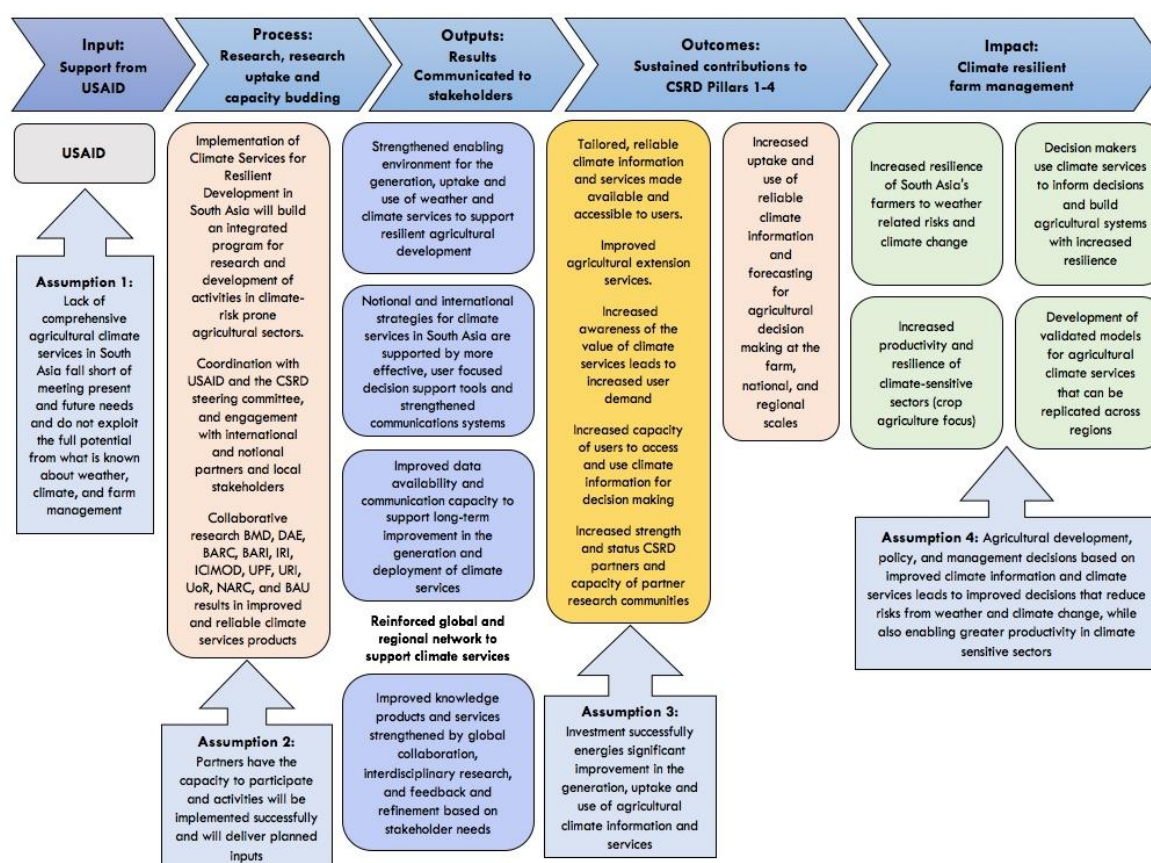 Input:
Support from
USAID
Process:
Research, research
uptake and
capacity budding
Outputs:
Results
Communicated to
stakeholders
Outcomes:
Sustained contributions to
CSRD Pillars 1-4
Impact:
Climate resilient
farm management
USAID
Assumption 1:
Lack of
comprehensive
agricultural climate
services in South
Asia fall short of
meeting present
and future needs
and do not exploit
the full potential
from what is known
about weather,
climate, and farm
management
Implementation of
Climate Services for
Resilient
Development in
South Asia will build
an integrated
program for
research and
development of
activities in climate-
risk prone
agricultural sectors.
Coordination with
USAID and the CSRD
steering committee,
and engagement
with international
and notional
partners and local
stakeholders
Collaborative
research BMD, DAE,
BARC, BARI, IRI,
ICIMOD, UPF, URI,
UoR, NARC, and BAU
results in improved
and reliable climate
services products
Assumption 2:
Partners have the
capacity to participate
and activities will be
implemented successfully
and will deliver planned
inputs
Strengthened enabling
environment for the
generation, uptake and
use of weather and
climate services to support
resilient agricultural
development
Notional and international
strategies for climate
services in South Asia are
supported by more
effective, user focused
decision support tools and
strengthened
communications systems
Improved data
availability and
communication capacity to
support long-term
improvement in the
generation and
deployment of climate
services
Reinforced global and
regional network to
support climate services
Improved knowledge
products and services
strengthened by global
collaboration,
interdisciplinary research,
and feedback and
refinement based on
stakeholder needs
Tailored, reliable
climate information
and services made
available and
accessible to users.
Improved
agricultural extension
services.
Increased
awareness of the
value of climate
services leads to
increased user
demand
Increased capacity
of users to access
and use climate
information for
decision making
Increased strength
and status CSRD
partners and
capacity of partner
research communities
Assumption 3:
Investment successfully
energies significant
improvement in the
generation, uptake and
use of agricultural
climate information and
services
Increased
uptake and
use of
reliable
climate
information
and
forecasting
for
agricultural
decision
making at the
farm,
national, and
regional
scales
Increased resilience
of South Asia's
farmers to weather
related risks and
climate change
Decision makers
use climate services
to inform decisions
and build
agricultural systems
with increased
resilience
Increased
productivity and
resilience of
climate-sensitive
sectors (crop
agriculture focus)
Development of
validated models
for agricultural
climate services
that can be
replicated across
regions
Assumption 4: Agricultural development,
policy, and management decisions based on
improved climate information and climate
services leads to improved decisions that reduce
risks from weather and climate change, while
also enabling greater productivity in climate
sensitive sectors